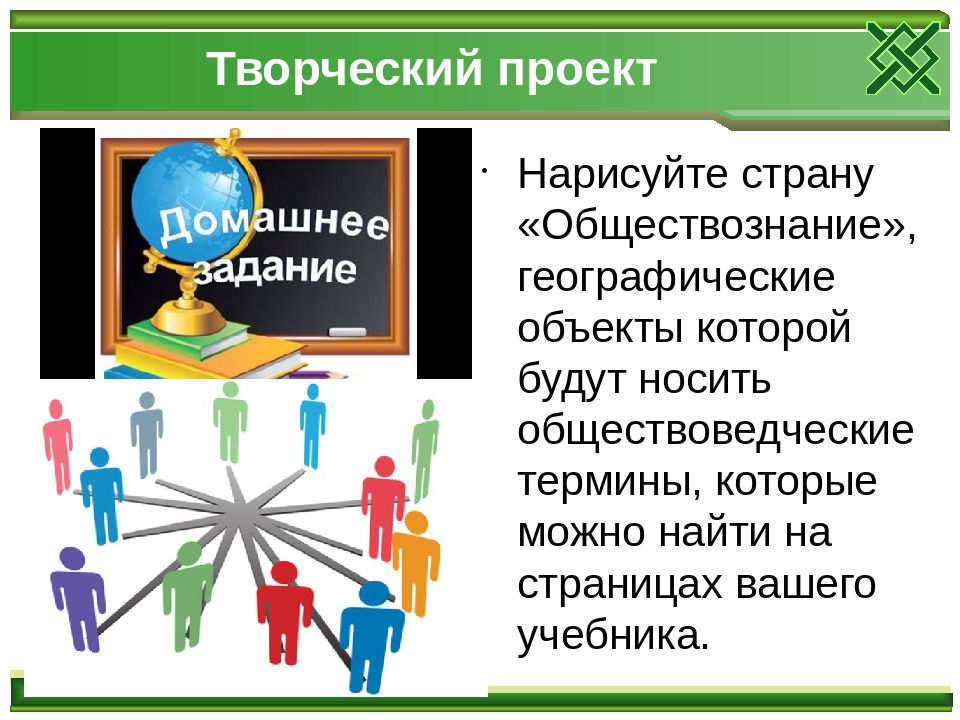 Творческий проект
Домашнее
задание
• Нарисуйте страну
«Обществознание»,
географические
объекты которой
будут носить
обществоведческие
термины, которые
можно найти на
страницах вашего
учебника.